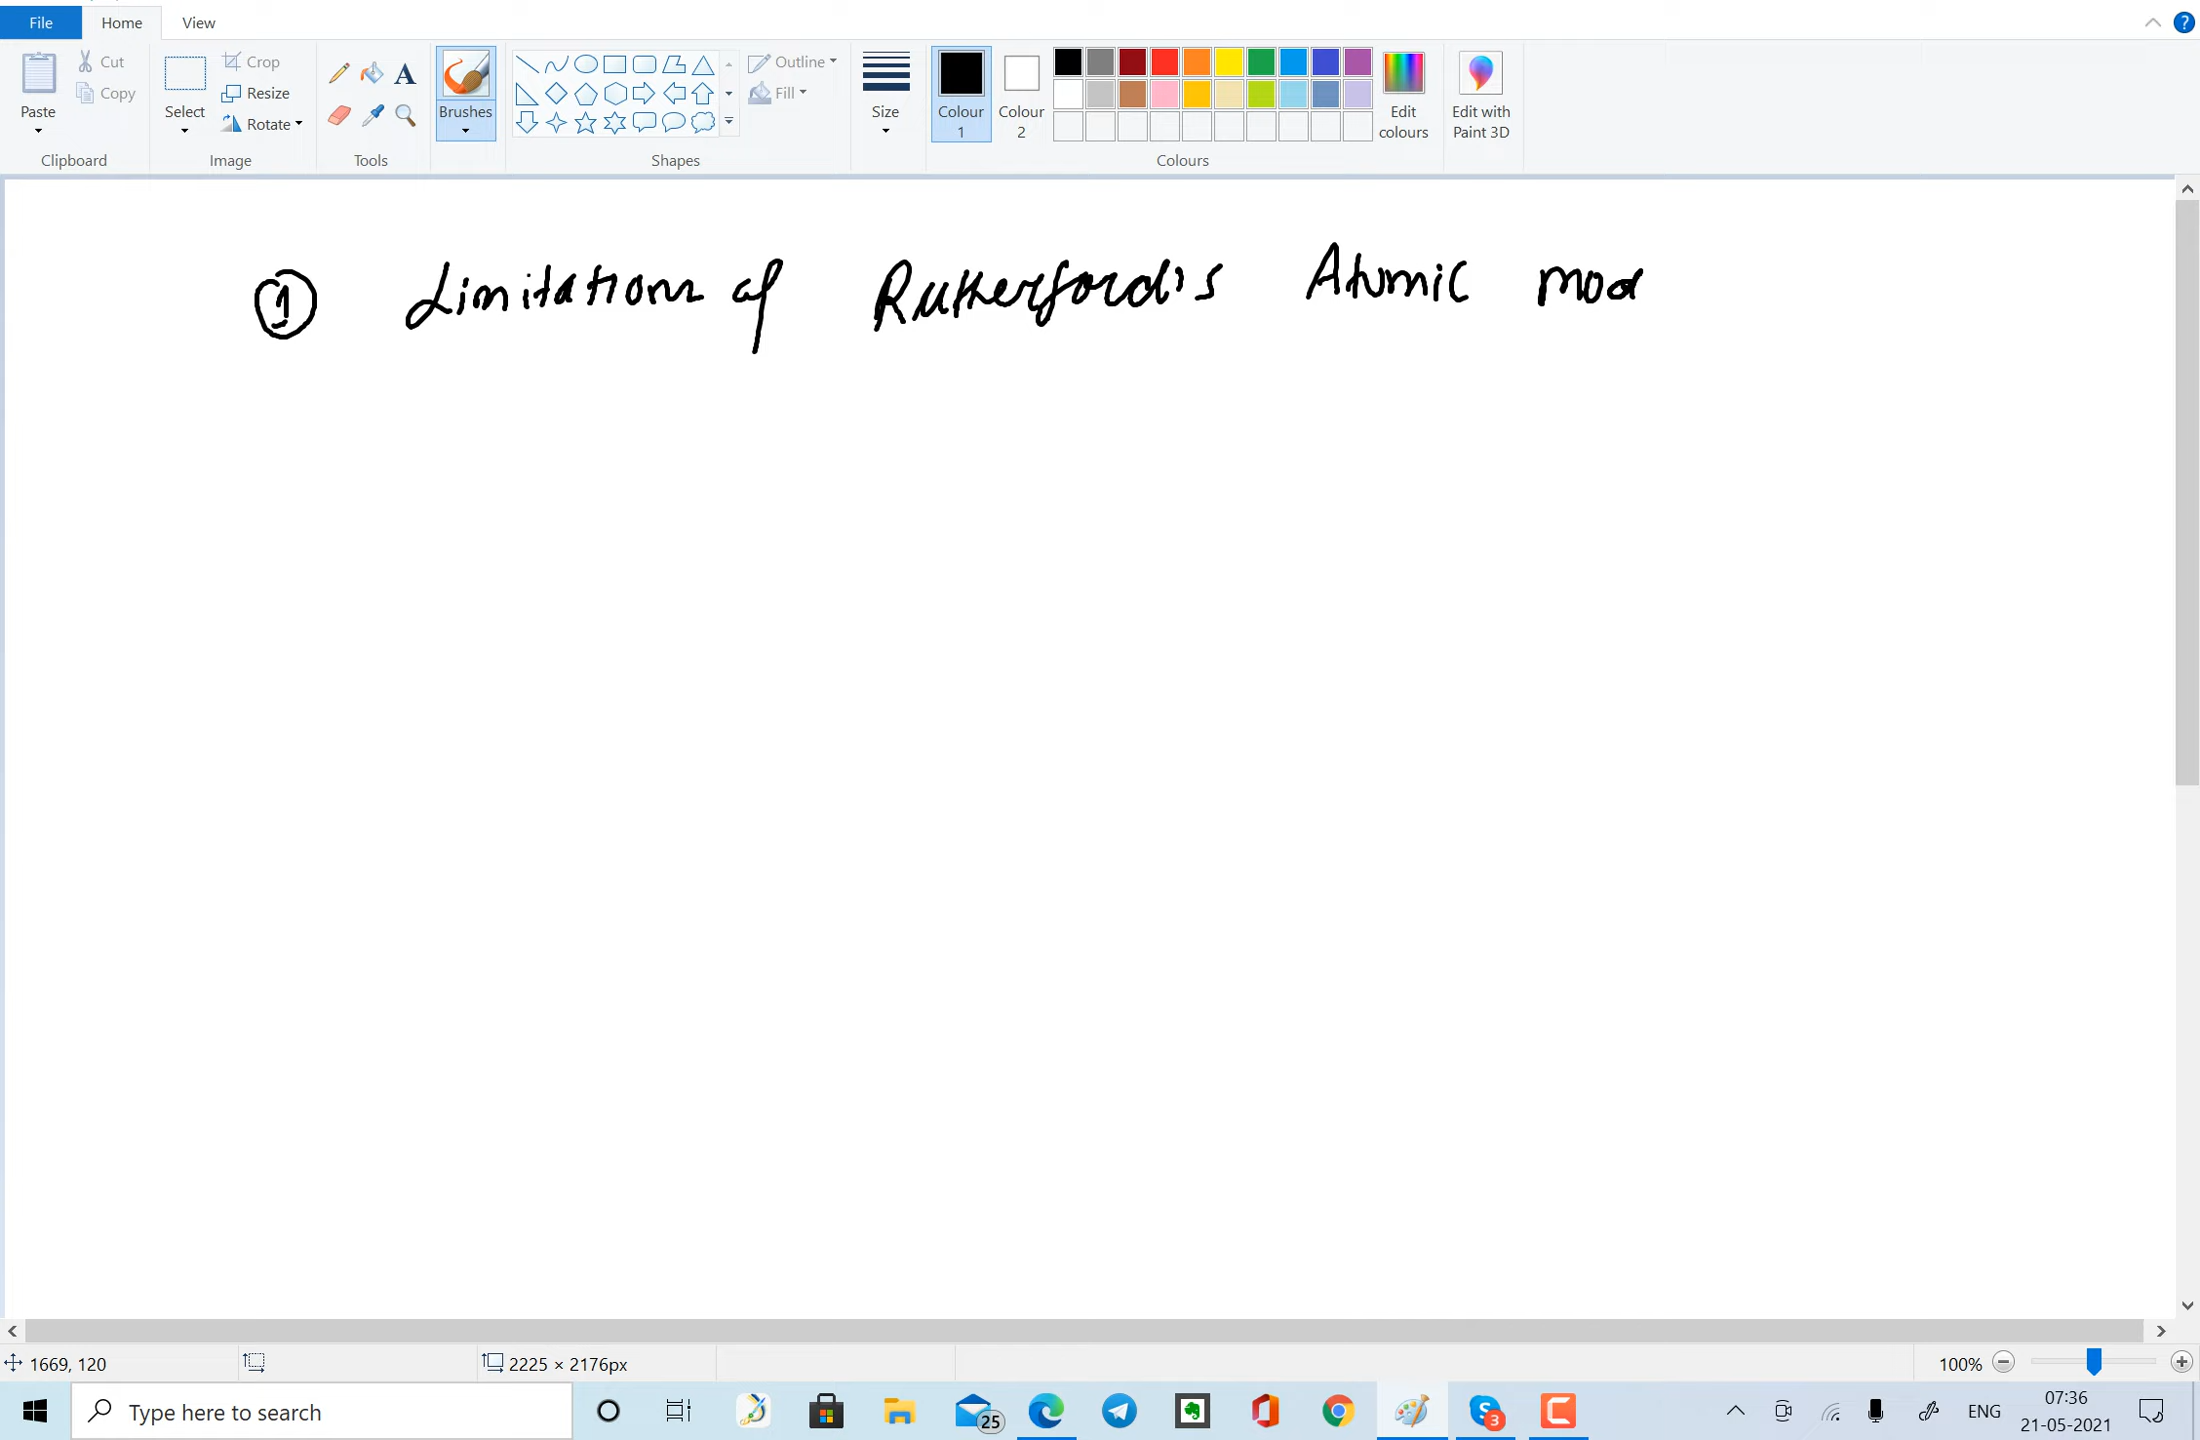 File Home View
Paste Cut Copy Clipboard
Select Crop Resize Rotate Image
Tools
Brushes
Outline Fill Shapes
Size
Colour 1 Colour 2 Edit colours Colours
Edit with Paint 3D
① Limitations of Rutherford's Atomic mod
1669, 120 2225 × 2176px 100%
Type here to search 25 3 ENG 07:36
21-05-2021